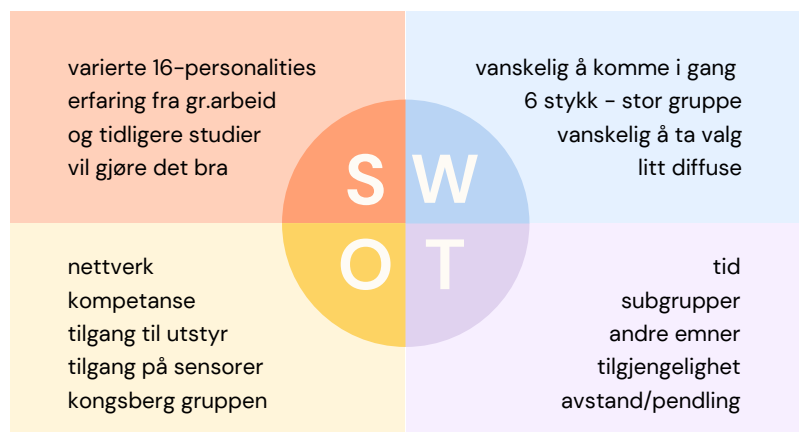 varierte 16-personalities
erfaring fra gr.arbeid
og tidligere studier
vil gjøre det bra
vanskelig å komme i gang
6 stykk - stor gruppe
vanskelig å ta valg
litt diffuse
S W
O T
nettverk
kompetanse
tilgang til utstyr
tilgang på sensorer
kongsberg gruppen
tid
subgrupper
andre emner
tilgjengelighet
avstand/pendling